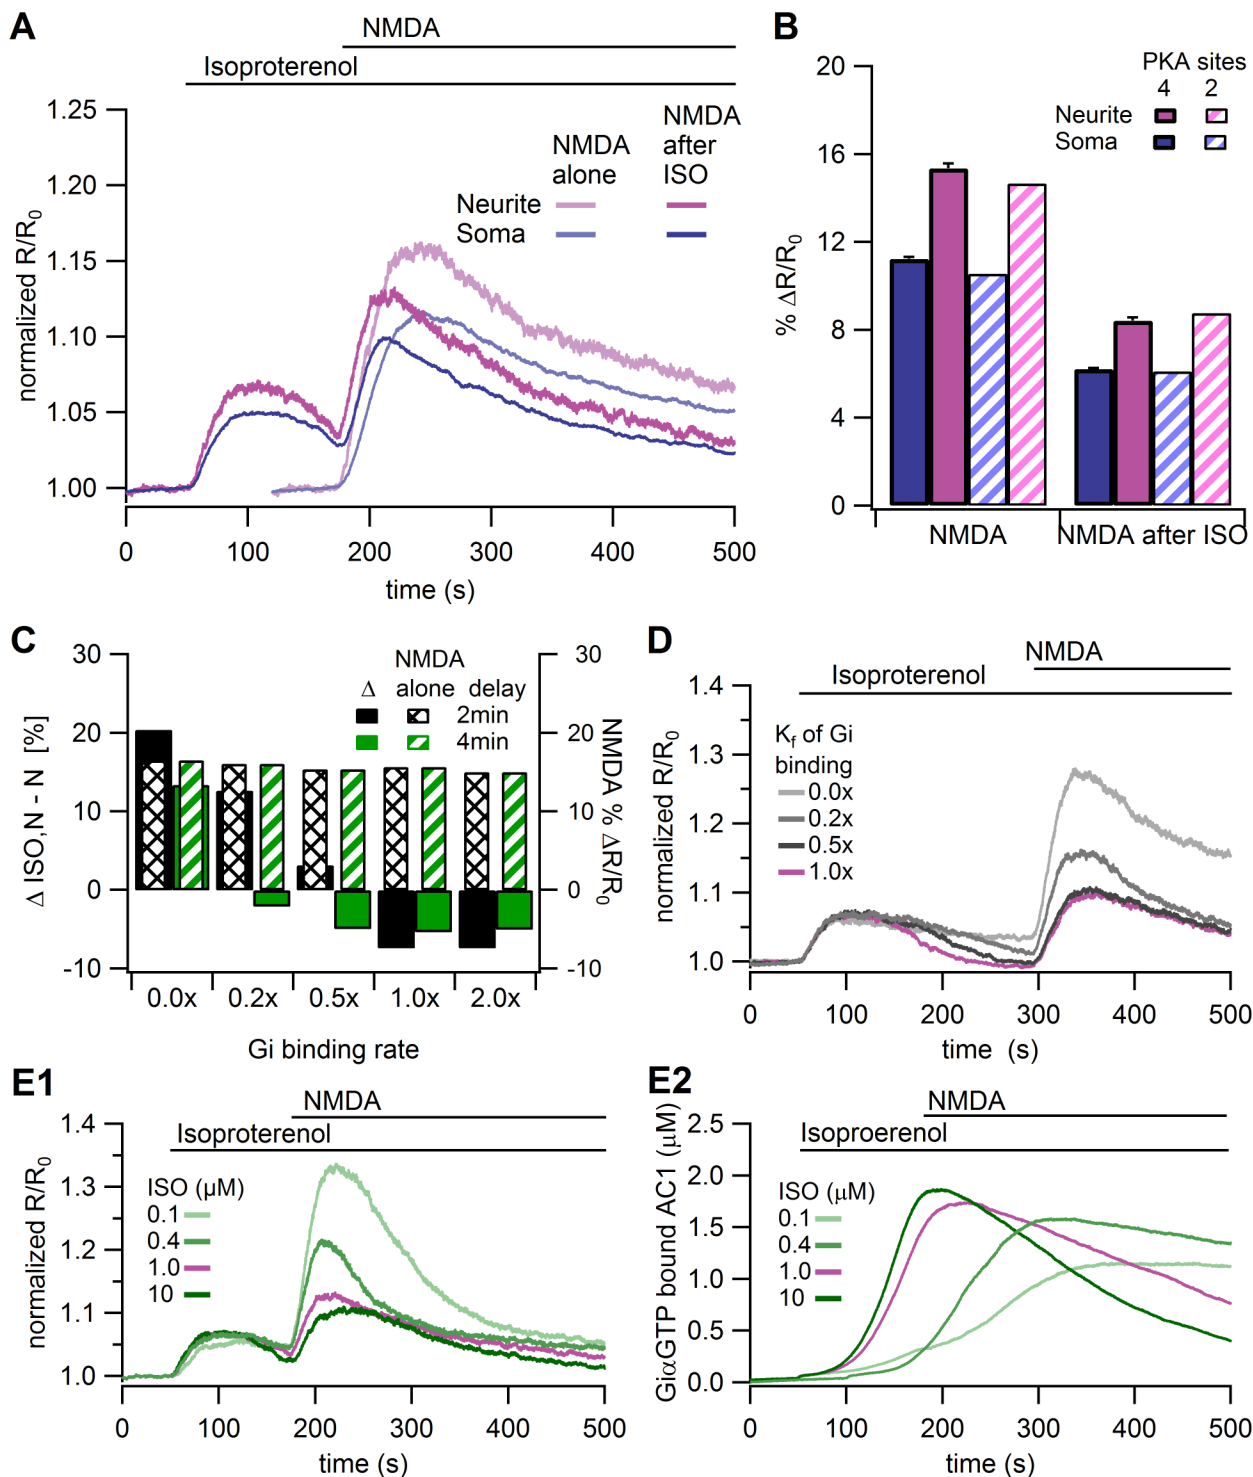 A
NMDA
Isoproterenol
normalized R/R0
1.25
1.20
1.15
1.10
1.05
1.00
NMDA alone
NMDA after ISO
Neurite
Soma
0 100 200 300 400 500
time (s)
B
% ΔR/R0
20
16
12
8
4
0
PKA sites
4 2
Neurite
Soma
NMDA NMDA after ISO
C
Δ ISO,N - N [%]
30
20
10
0
-10
NMDA
Δ alone delay
2min
4min
30
20
10
0
-10
NMDA % ΔR/R0
0.0x 0.2x 0.5x 1.0x 2.0x
Gi binding rate
D
NMDA
Isoproterenol
normalized R/R0
1.4
1.3
1.2
1.1
1.0
Kf of Gi
binding
0.0x
0.2x
0.5x
1.0x
0 100 200 300 400 500
time (s)
E1
NMDA
Isoproterenol
normalized R/R0
1.4
1.3
1.2
1.1
1.0
ISO (μM)
0.1
0.4
1.0
10
0 100 200 300 400 500
time (s)
E2
NMDA
Isoproerenol
GiαGTP bound AC1 (μM)
2.5
2.0
1.5
1.0
0.5
0.0
ISO (μM)
0.1
0.4
1.0
10
0 100 200 300 400 500
time (s)